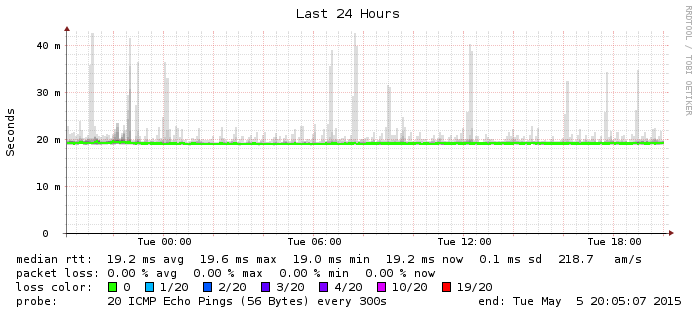 Last 24 Hours
RRDTOOL / TOBI OETIKER
Seconds
40 m
30 m
20 m
10 m
0
Tue 00:00 Tue 06:00 Tue 12:00 Tue 18:00
median rtt: 19.2 ms avg 19.6 ms max 19.0 ms min 19.2 ms now 0.1 ms sd 218.7 am/s
packet loss: 0.00 % avg 0.00 % max 0.00 % min 0.00 % now
loss color: 0 1/20 2/20 3/20 4/20 10/20 19/20
probe: 20 ICMP Echo Pings (56 Bytes) every 300s end: Tue May 5 20:05:07 2015